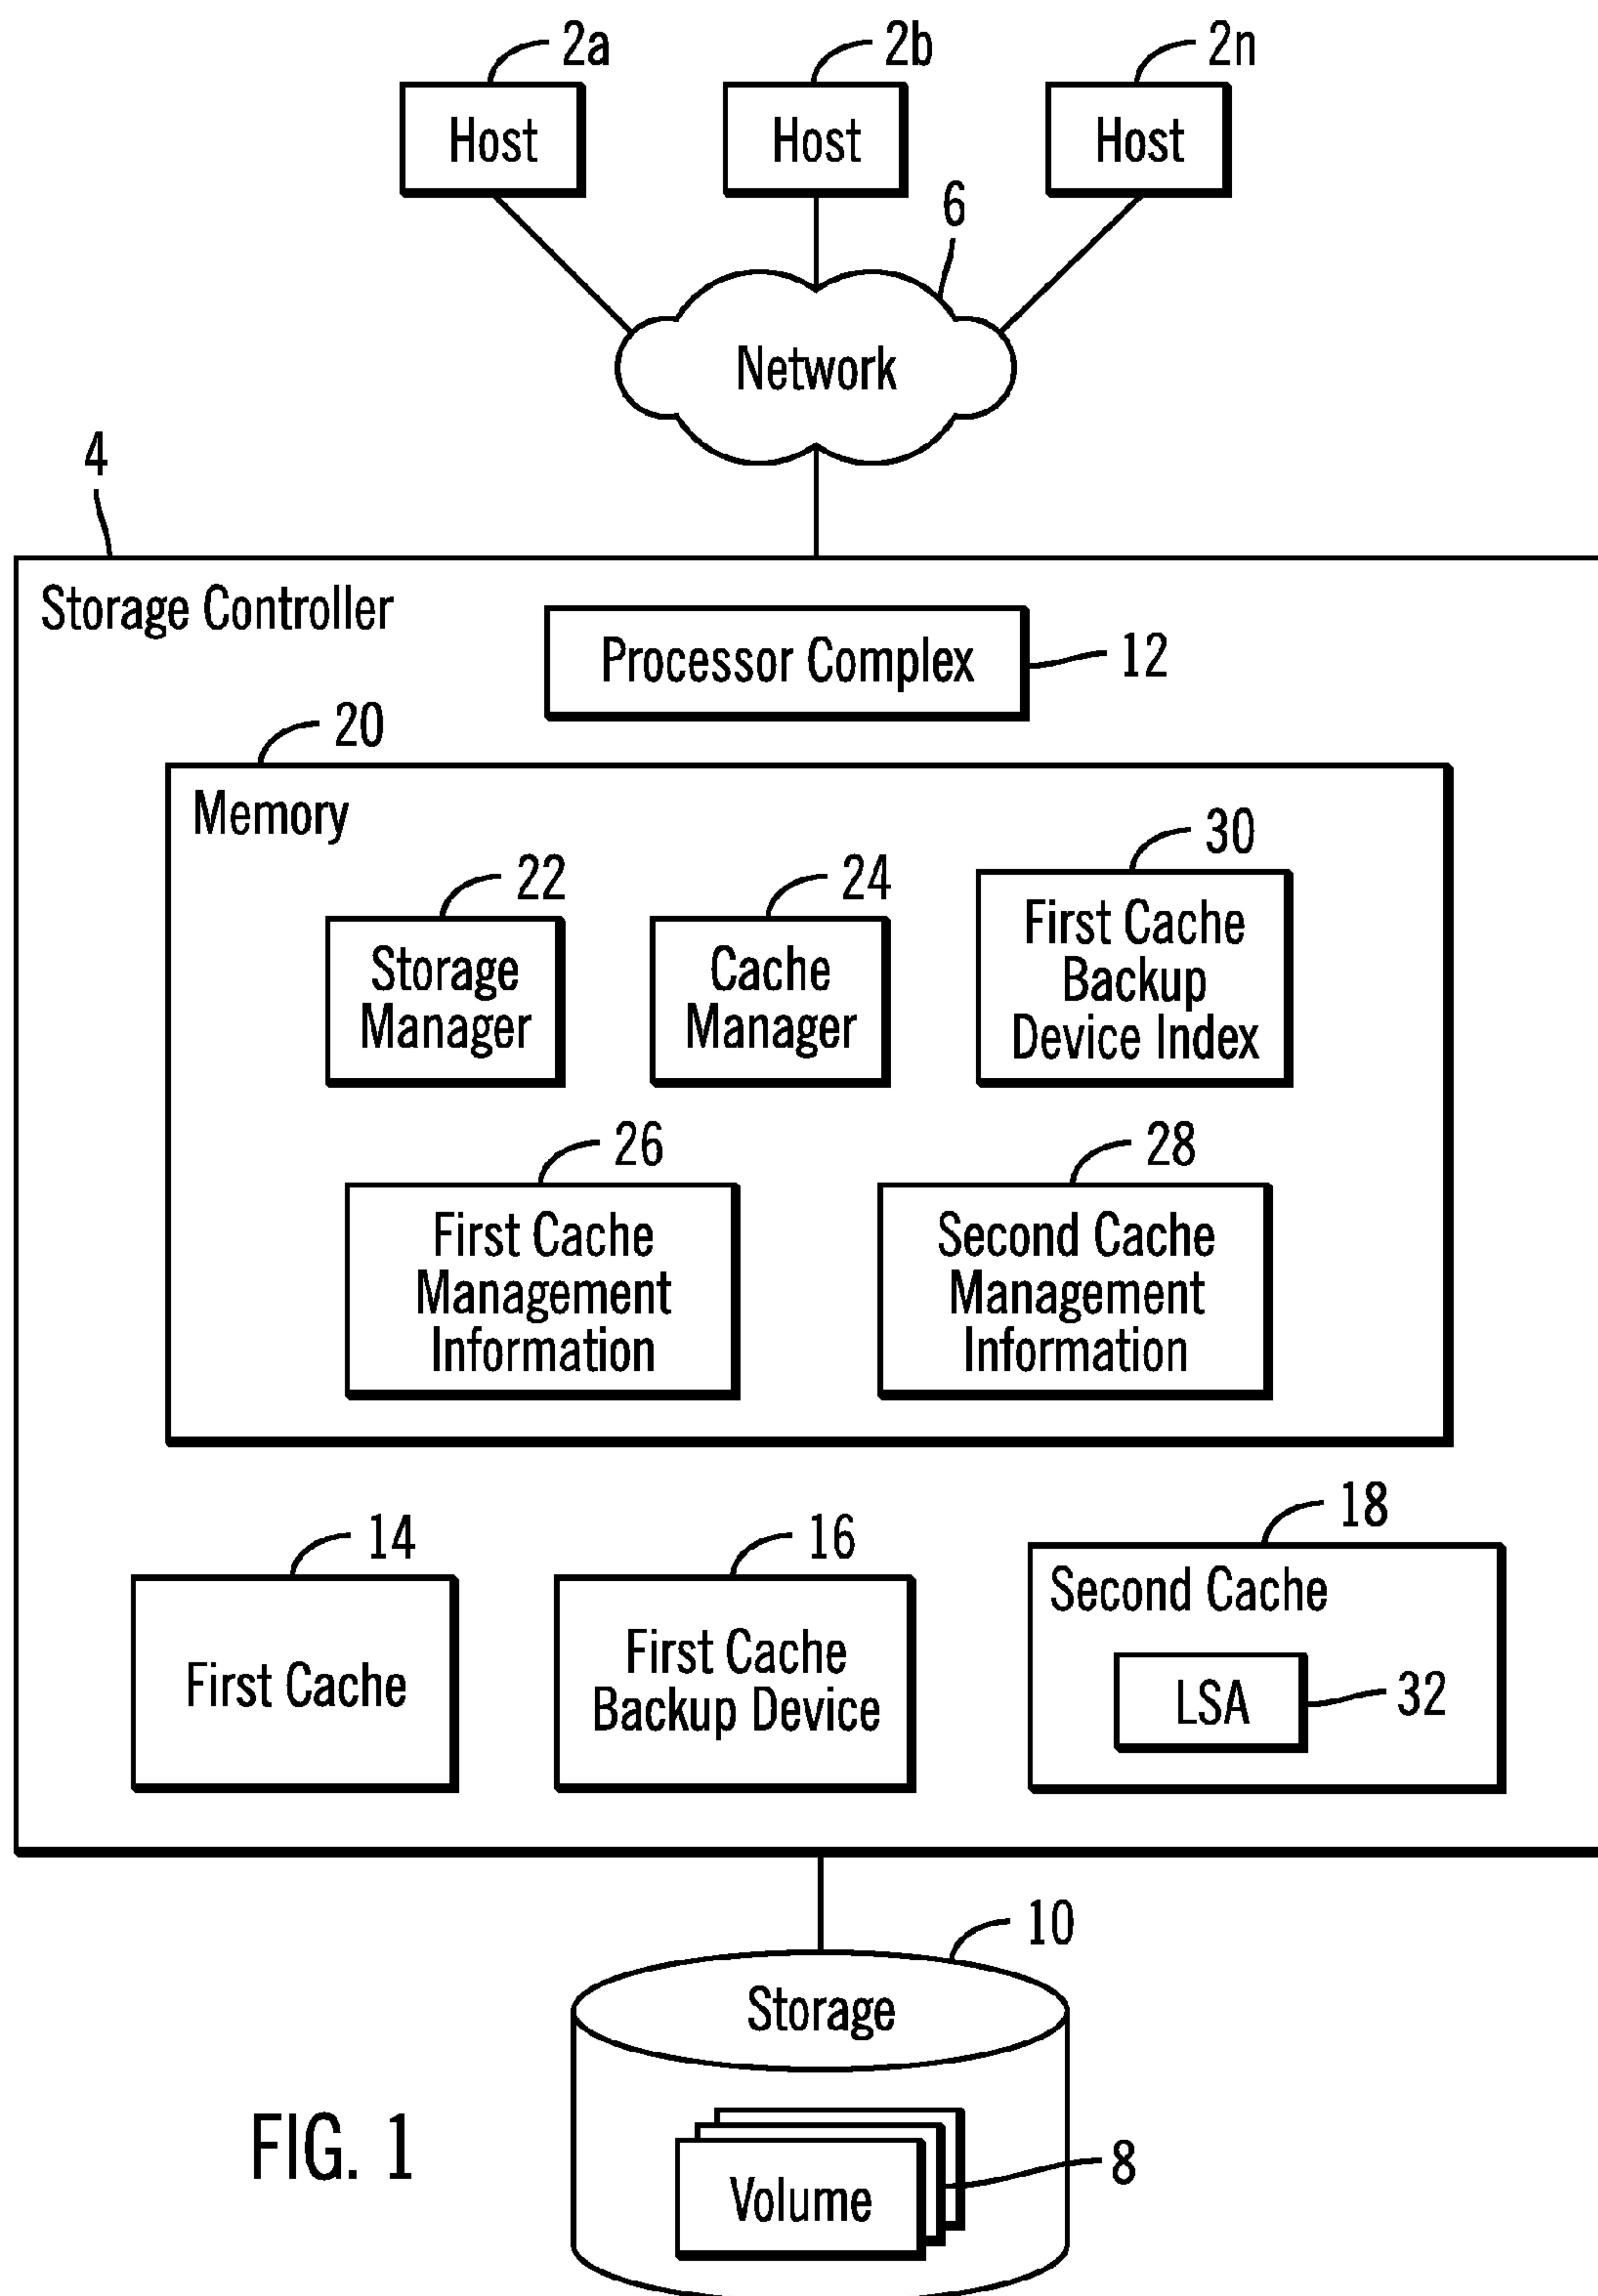 2a
2b
2n
Host
Host
Host
6
Network
4
Storage Controller
Processor Complex
12
20
Memory
22
24
30
Storage
Manager
Cache
Manager
First Cache
Backup
Device Index
26
28
First Cache
Management
Information
Second Cache
Management
Information
14
16
18
First Cache
First Cache
Backup Device
Second Cache
LSA
32
10
Storage
Volume
8
FIG. 1